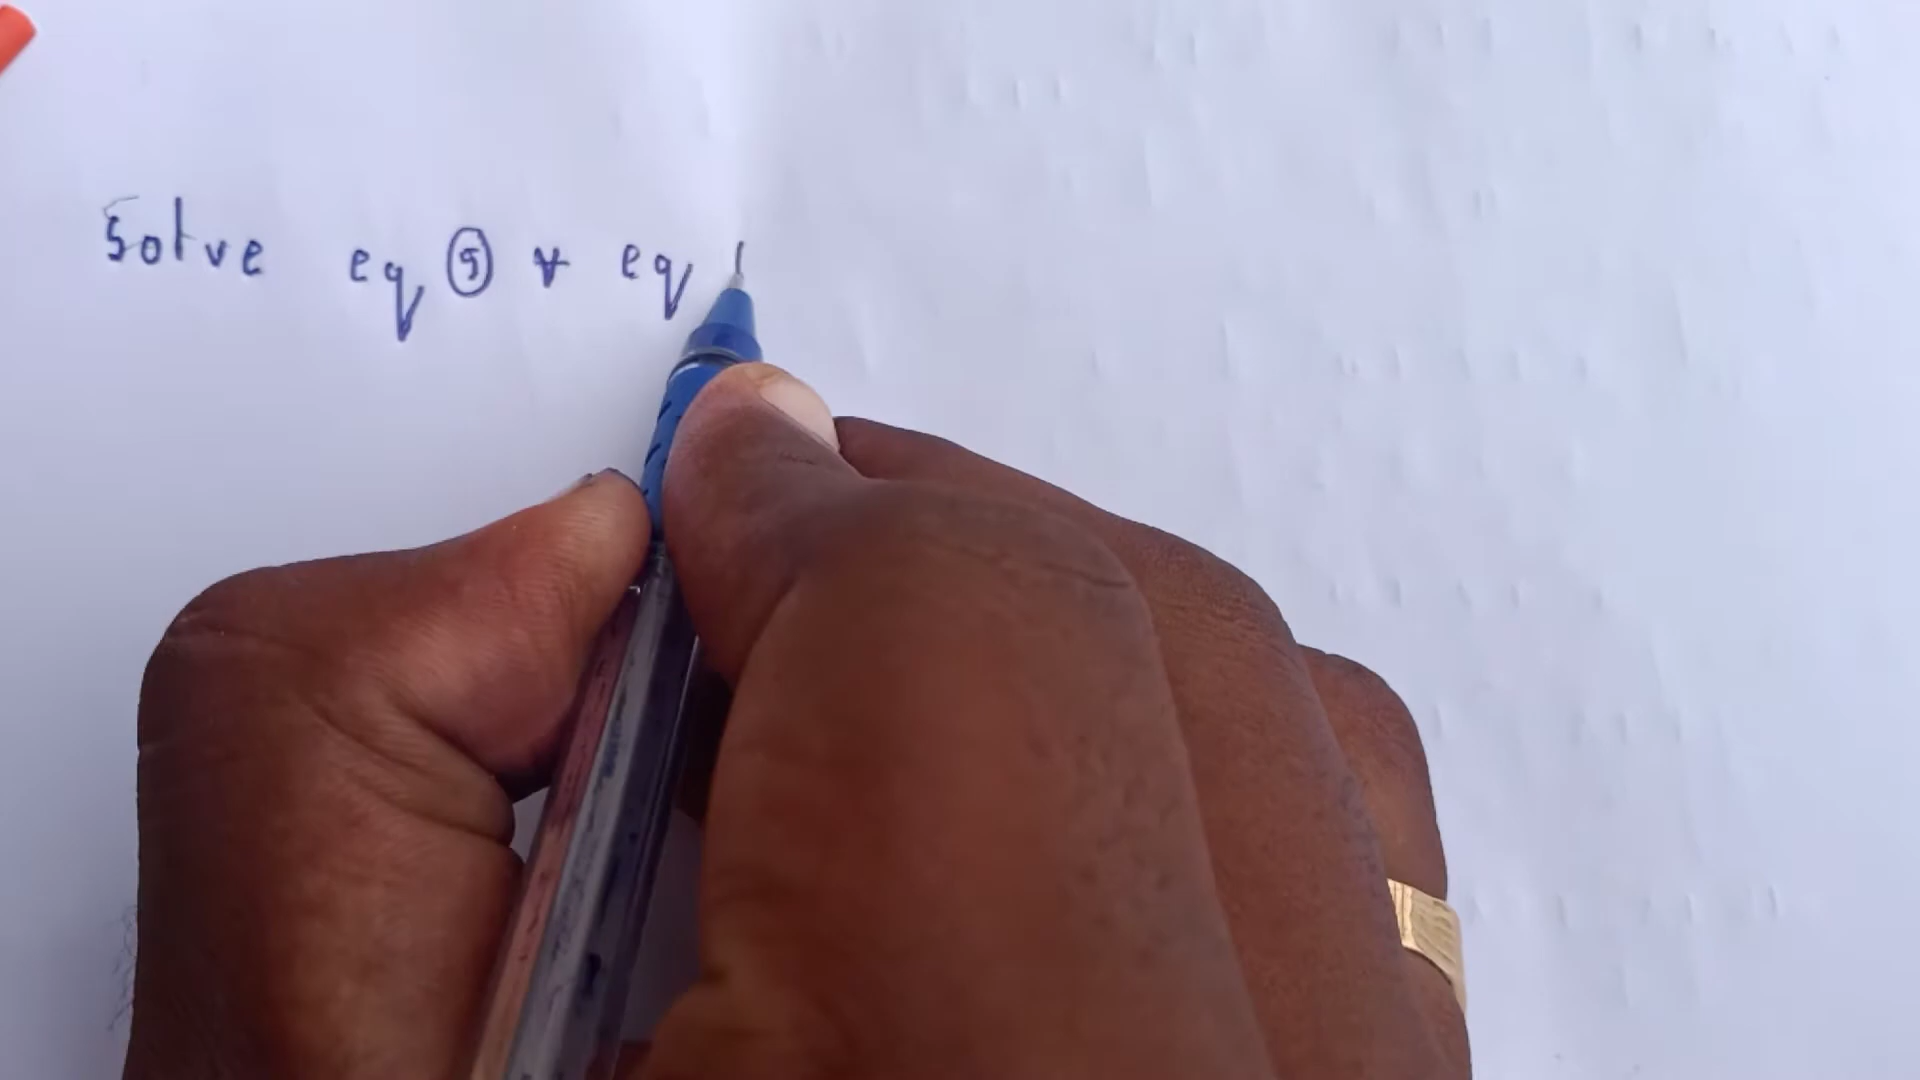 Solve eq ⑤ & eq